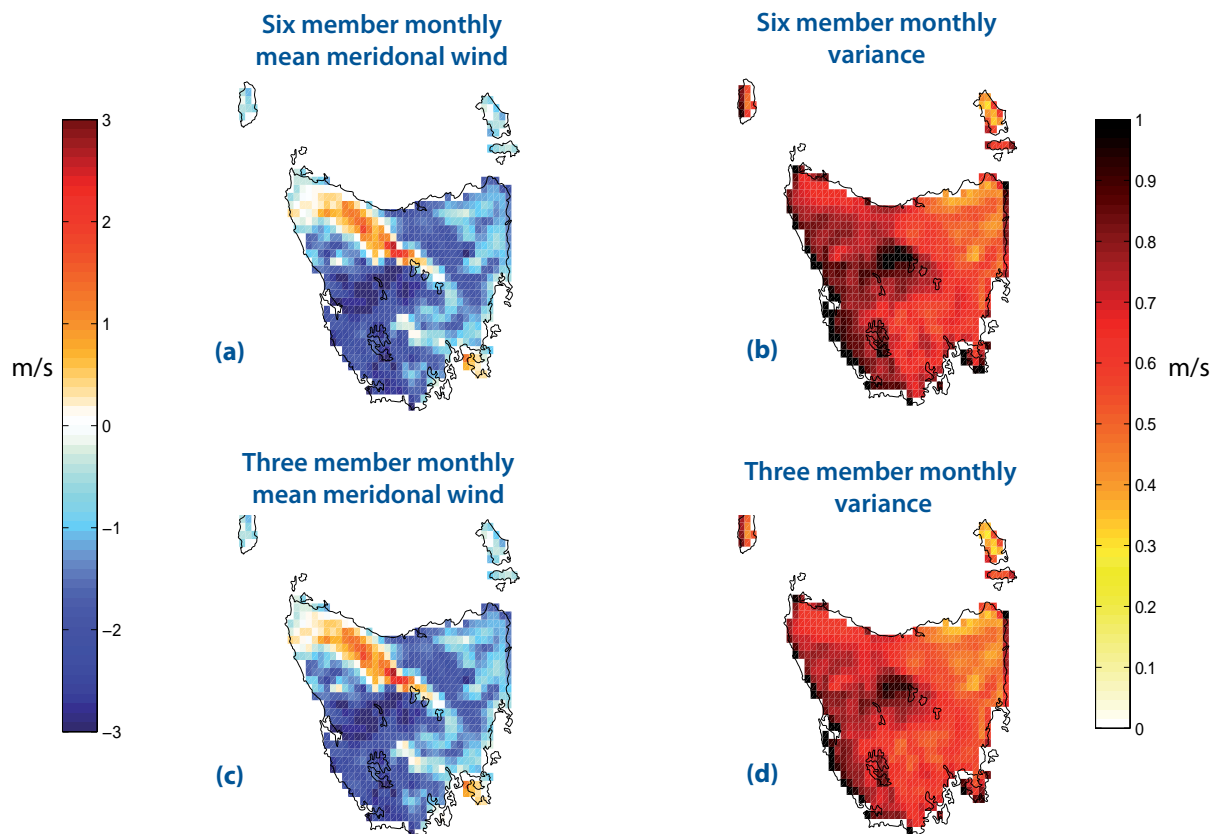 Six member monthly
mean meridonal wind
Six member monthly
variance
3
2
1
0
−1
−2
−3
m/s
(a)
(b)
1
0.9
0.8
0.7
0.6
0.5
0.4
0.3
0.2
0.1
0
m/s
Three member monthly
mean meridonal wind
Three member monthly
variance
(c)
(d)